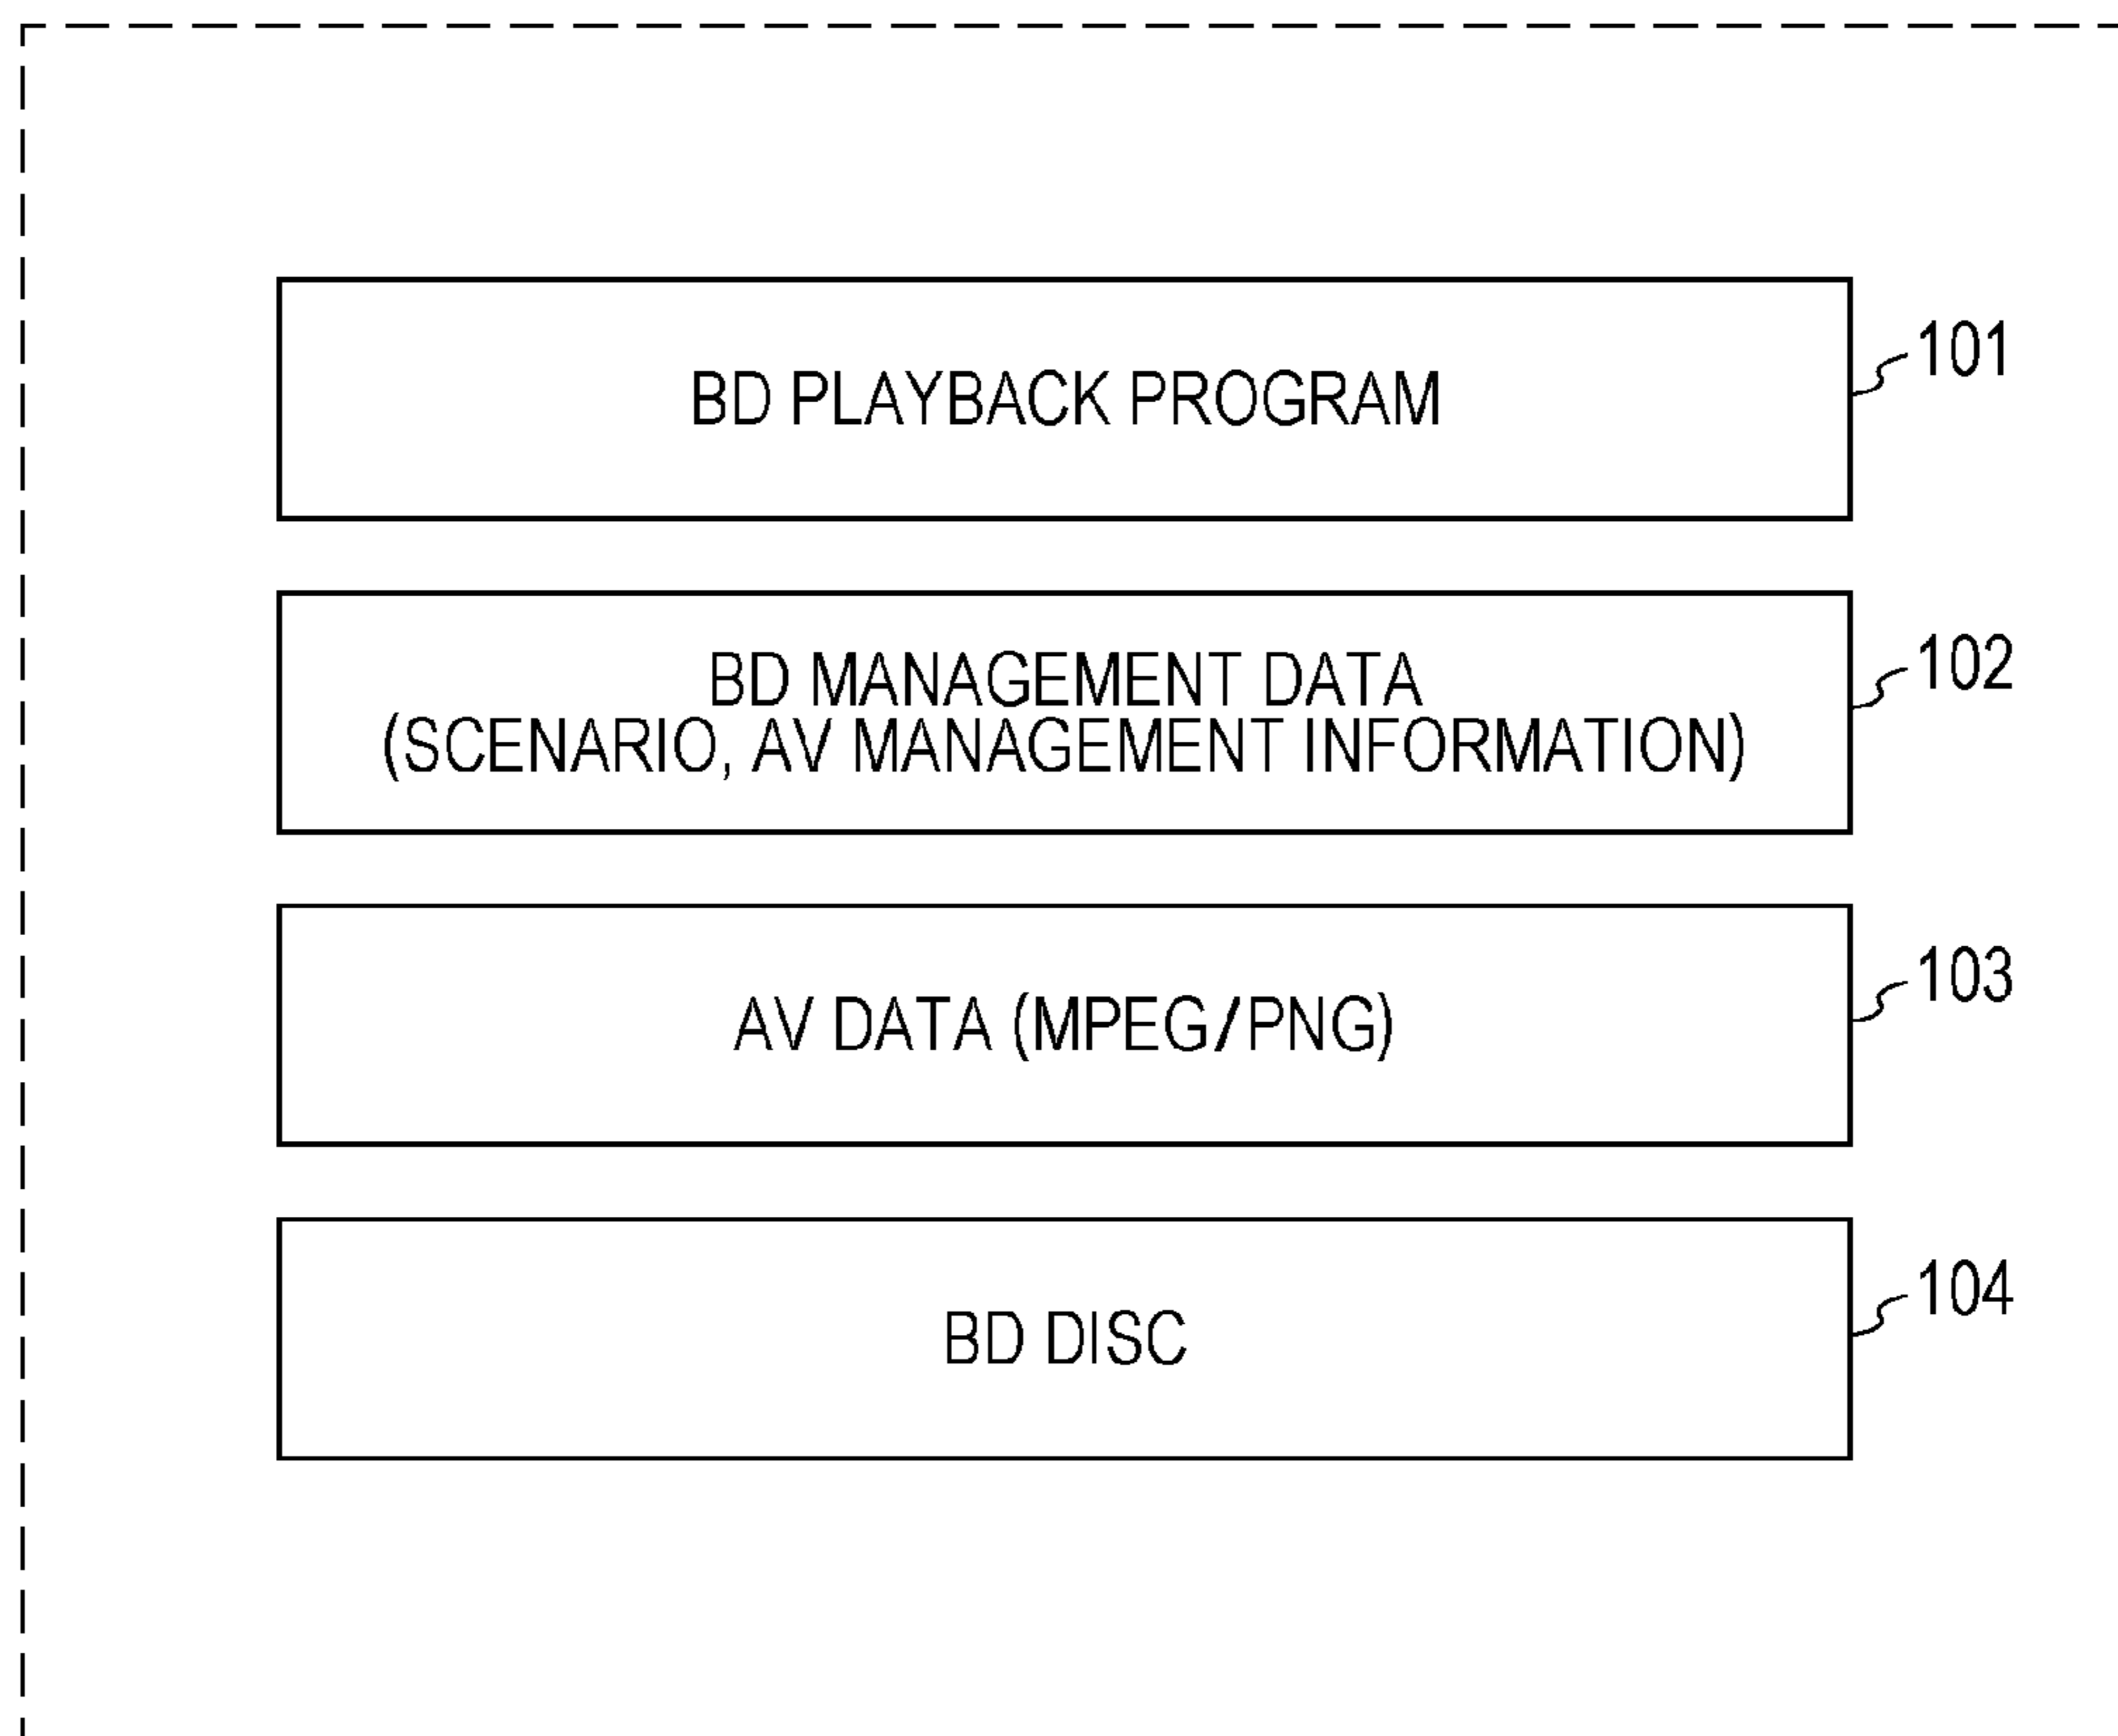 BD PLAYBACK PROGRAM
101
BD MANAGEMENT DATA
(SCENARIO, AV MANAGEMENT INFORMATION)
102
AV DATA (MPEG/PNG)
103
BD DISC
104